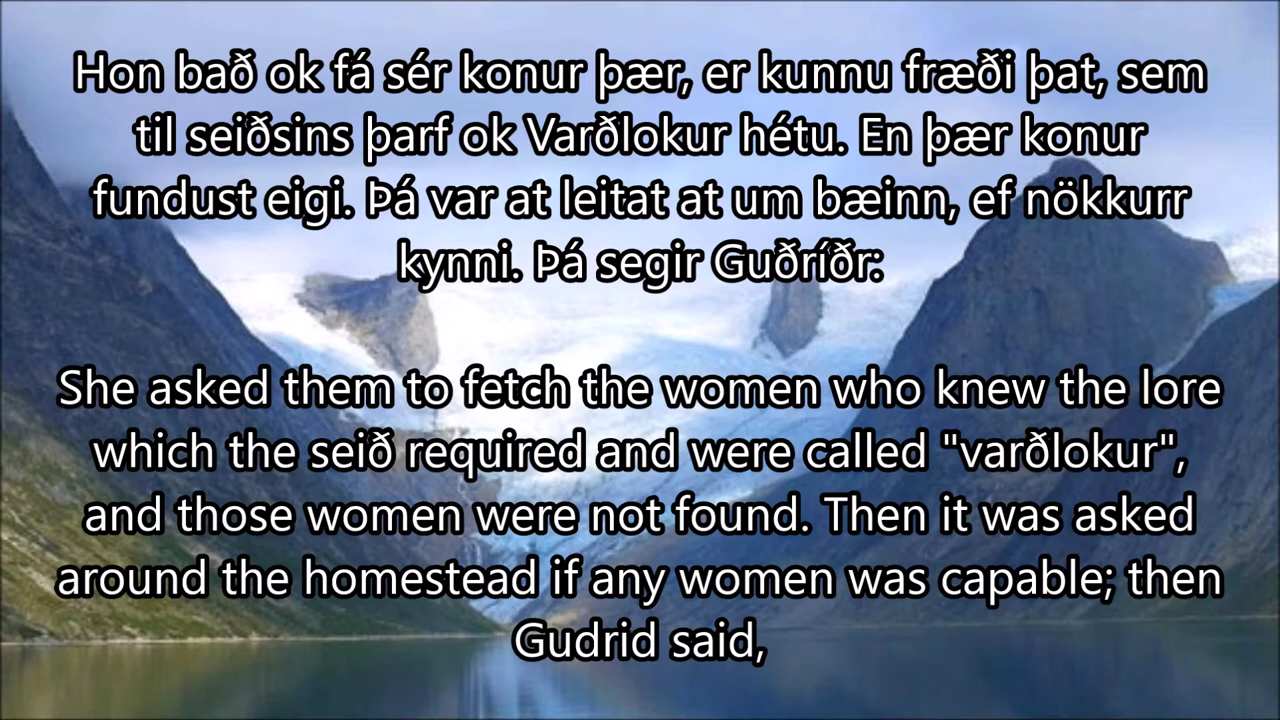 Hon bað ok fá sér konur þær, er kunnu fræði þat, sem
til seiðsins þarf ok Varðlokur hétu. En þær konur
fundust eigi. Þá var at leitat at um bæinn, ef nökkurr
kynni. Þá segir Guðríðr:
She asked them to fetch the women who knew the lore
which the seið required and were called "varðlokur",
and those women were not found. Then it was asked
around the homestead if any women was capable; then
Gudrid said,